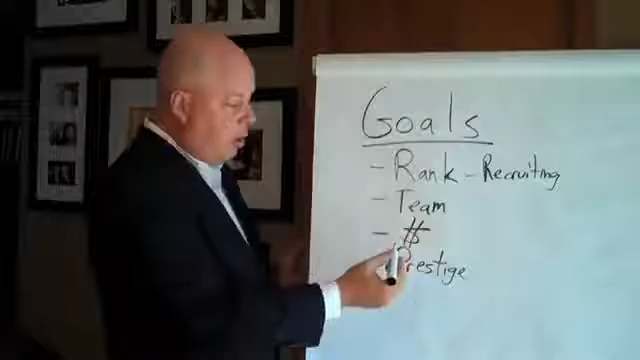 Goals
- Rank - Recruiting
- Team
- $
Prestige